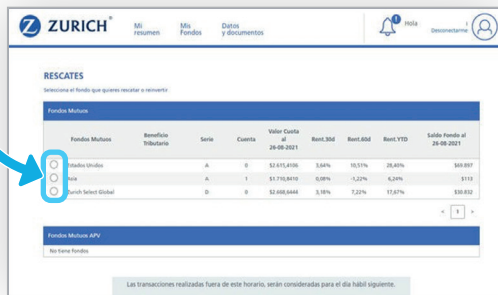 ZURICH®
Mi resumen
Mis Fondos
Datos y documentos
Hola
Desconectarme
RESCATES
Selecciona el fondo que quieres rescatar o reinvertir
Fondos Mutuos
Fondos Mutuos Beneficio Tributario Serie Cuenta Valor Cuota al 26-08-2021 Rent.30d Rent.60d Rent.YTD Saldo Fondo al 26-08-2021
Estados Unidos A 0 $2.615,4106 3,64% 10,51% 28,40% $69.897
Asia A 1 $1.710,8410 0,08% -1,22% 6,24% $113
Zurich Select Global D 0 $2.668,6444 3,18% 7,22% 17,67% $30.832
< 1 >
Fondos Mutuos APV
No tiene fondos
Las transacciones realizadas fuera de este horario, serán consideradas para el día hábil siguiente.